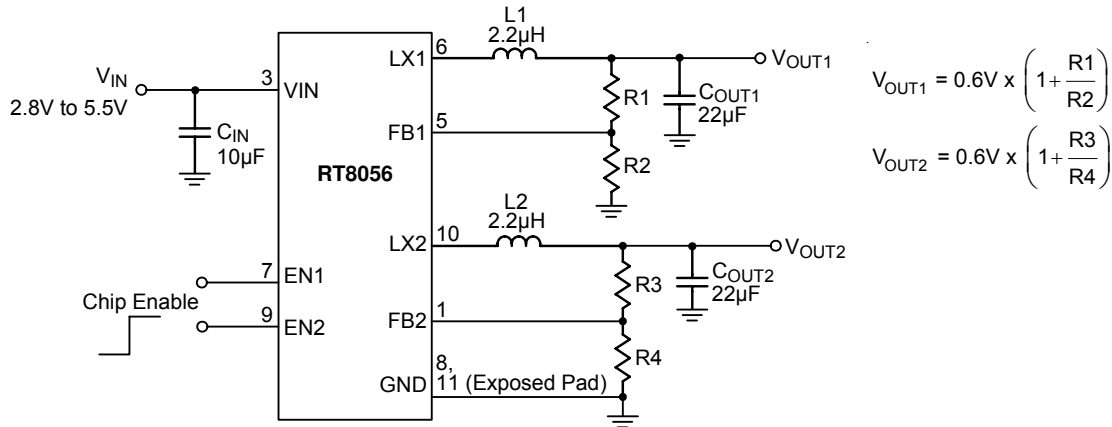 L1
2.2µH
LX1
6
VOUT1
VIN
2.8V to 5.5V
3
VIN
CIN
10µF
R1
COUT1
22µF
FB1
5
R2
RT8056
VOUT1 = 0.6V x (1+R1/R2)
VOUT2 = 0.6V x (1+R3/R4)
L2
2.2µH
LX2
10
VOUT2
7
EN1
R3
COUT2
22µF
Chip Enable
9
EN2
FB2
1
R4
8,
GND
11 (Exposed Pad)